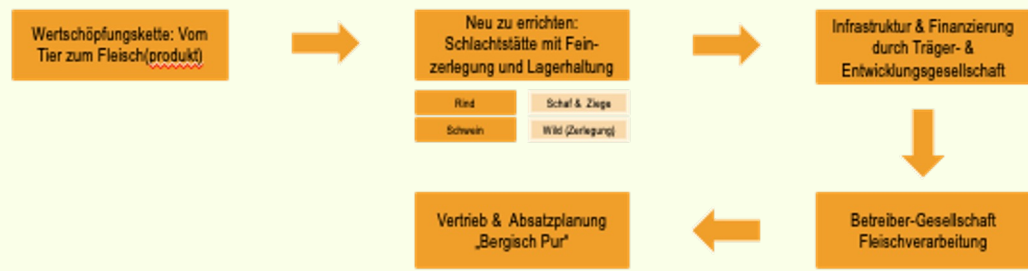 Wertschöpfungskette: Vom
Tier zum Fleisch(produkt)
Neu zu errichten:
Schlachtstätte mit Fein-
zerlegung und Lagerhaltung
Rind
Schaf & Ziege
Schwein
Wild (Zerlegung)
Infrastruktur & Finanzierung
durch Träger- &
Entwicklungsgesellschaft
Betreiber-Gesellschaft
Fleischverarbeitung
Vertrieb & Absatzplanung
„Bergisch Pur“